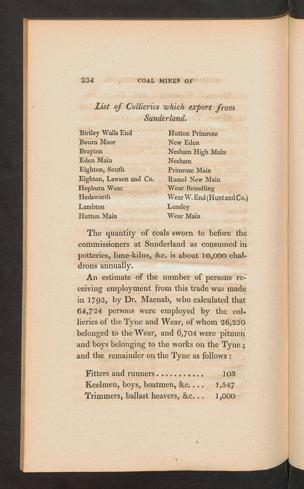 234 COAL MINES OF
List of Collieries which export from
Sunderland.
Birtley Walls End Hutton Primrose
Bourn Moor New Eden
Brayton Nesham High Main
Eden Main Nesham
Eighton, South Primrose Main
Eighton, Lawson and Co. Russel New Main
Hepburn Wear Wear Brandling
Hedworth Wear W. End (Hunt and Co.)
Lambton Lumley
Hutton Main Wear Main
The quantity of coals sworn to before the
commissioners at Sunderland as consumed in
potteries, lime-kilns, &c. is about 10,000 chal-
drons annually.
An estimate of the number of persons re-
ceiving employment from this trade was made
in 1792, by Dr. Macnab, who calculated that
64,724 persons were employed by the col-
lieries of the Tyne and Wear, of whom 26,250
belonged to the Wear, and 6,704 were pitmen
and boys belonging to the works on the Tyne;
and the remainder on the Tyne as follows:
Fitters and runners........... 103
Keelmen, boys, boatmen, &c.... 1,547
Trimmers, ballast heavers, &c... 1,000